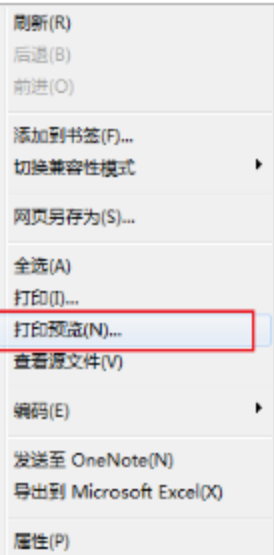 刷新(R)
后退(B)
前进(O)
添加到书签(F)...
切换兼容性模式
网页另存为(S)...
全选(A)
打印(I)...
打印预览(N)...
查看源文件(V)
编码(E)
发送至 OneNote(N)
导出到 Microsoft Excel(X)
属性(P)